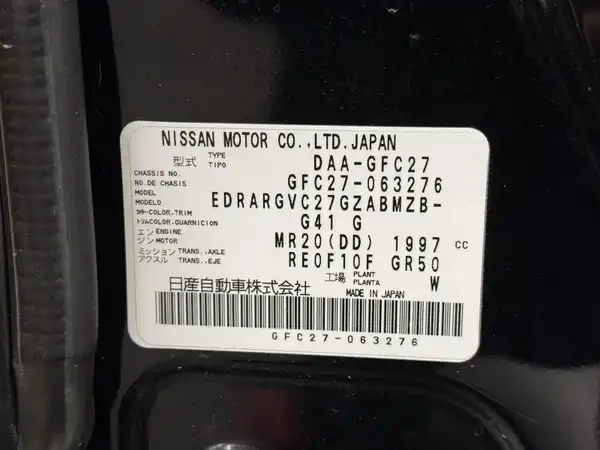 NISSAN MOTOR CO.,LTD.JAPAN
型式 TYPE TIPO DAA-GFC27
CHASSIS NO. NO.DE CHASIS GFC27-063276
MODEL MODELO EDRARGVC27GZABMZB-
カラー COLOR,TRIM トリム COLOR,GUARNICION G41 G
エンジン ENGINE MOTOR MR20(DD) 1997 CC
ミッション TRANS.,AXLE アクスル TRANS.,EJE RE0F10F GR50
工場 PLANT PLANTA W
日産自動車株式会社 MADE IN JAPAN
GFC27-063276